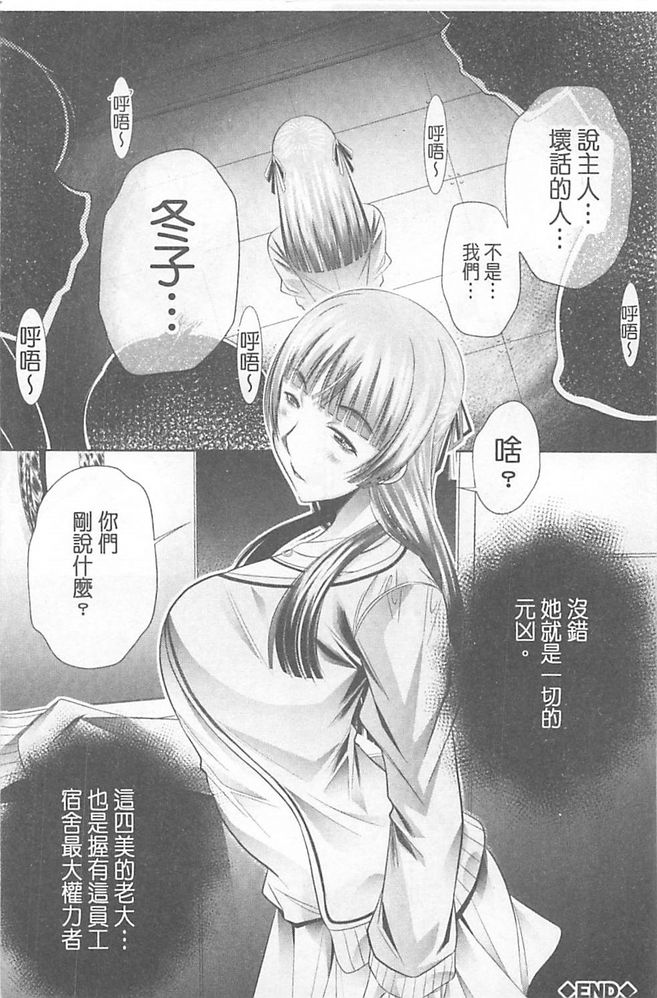 說主人…
壞話的人…
不是…
我們…
呼唔～
呼唔～
冬子…
呼唔～
呼唔～
呼唔～
啥？
你們
剛說什麼？
沒錯
她就是一切的
元凶。
這四美的老大…
也是握有這員工
宿舍最大權力者
◇END◇